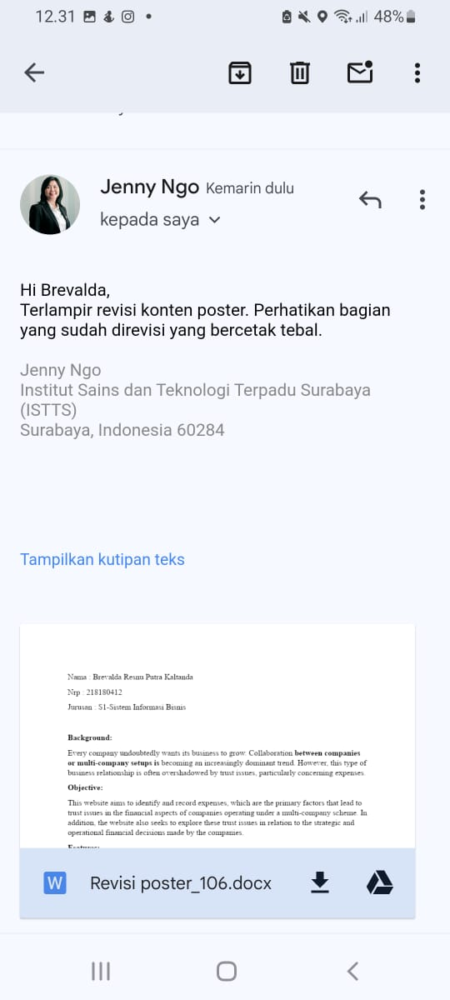 12.31
48%
Jenny Ngo Kemarin dulu
kepada saya
Hi Brevalda,
Terlampir revisi konten poster. Perhatikan bagian
yang sudah direvisi yang bercetak tebal.
Jenny Ngo
Institut Sains dan Teknologi Terpadu Surabaya
(ISTTS)
Surabaya, Indonesia 60284
Tampilkan kutipan teks
Nama : Brevalda Resnu Putra Kaltanda
Nrp : 218180412
Jurusan : S1-Sistem Informasi Bisnis
Background:
Every company undoubtedly wants its business to grow. Collaboration between companies
or multi-company setups is becoming an increasingly dominant trend. However, this type of
business relationship is often overshadowed by trust issues, particularly concerning expenses.
Objective:
This website aims to identify and record expenses, which are the primary factors that lead to
trust issues in the financial aspects of companies operating under a multi-company scheme. In
addition, the website also seeks to explore these trust issues in relation to the strategic and
operational financial decisions made by the companies.
Features:
W Revisi poster_106.docx